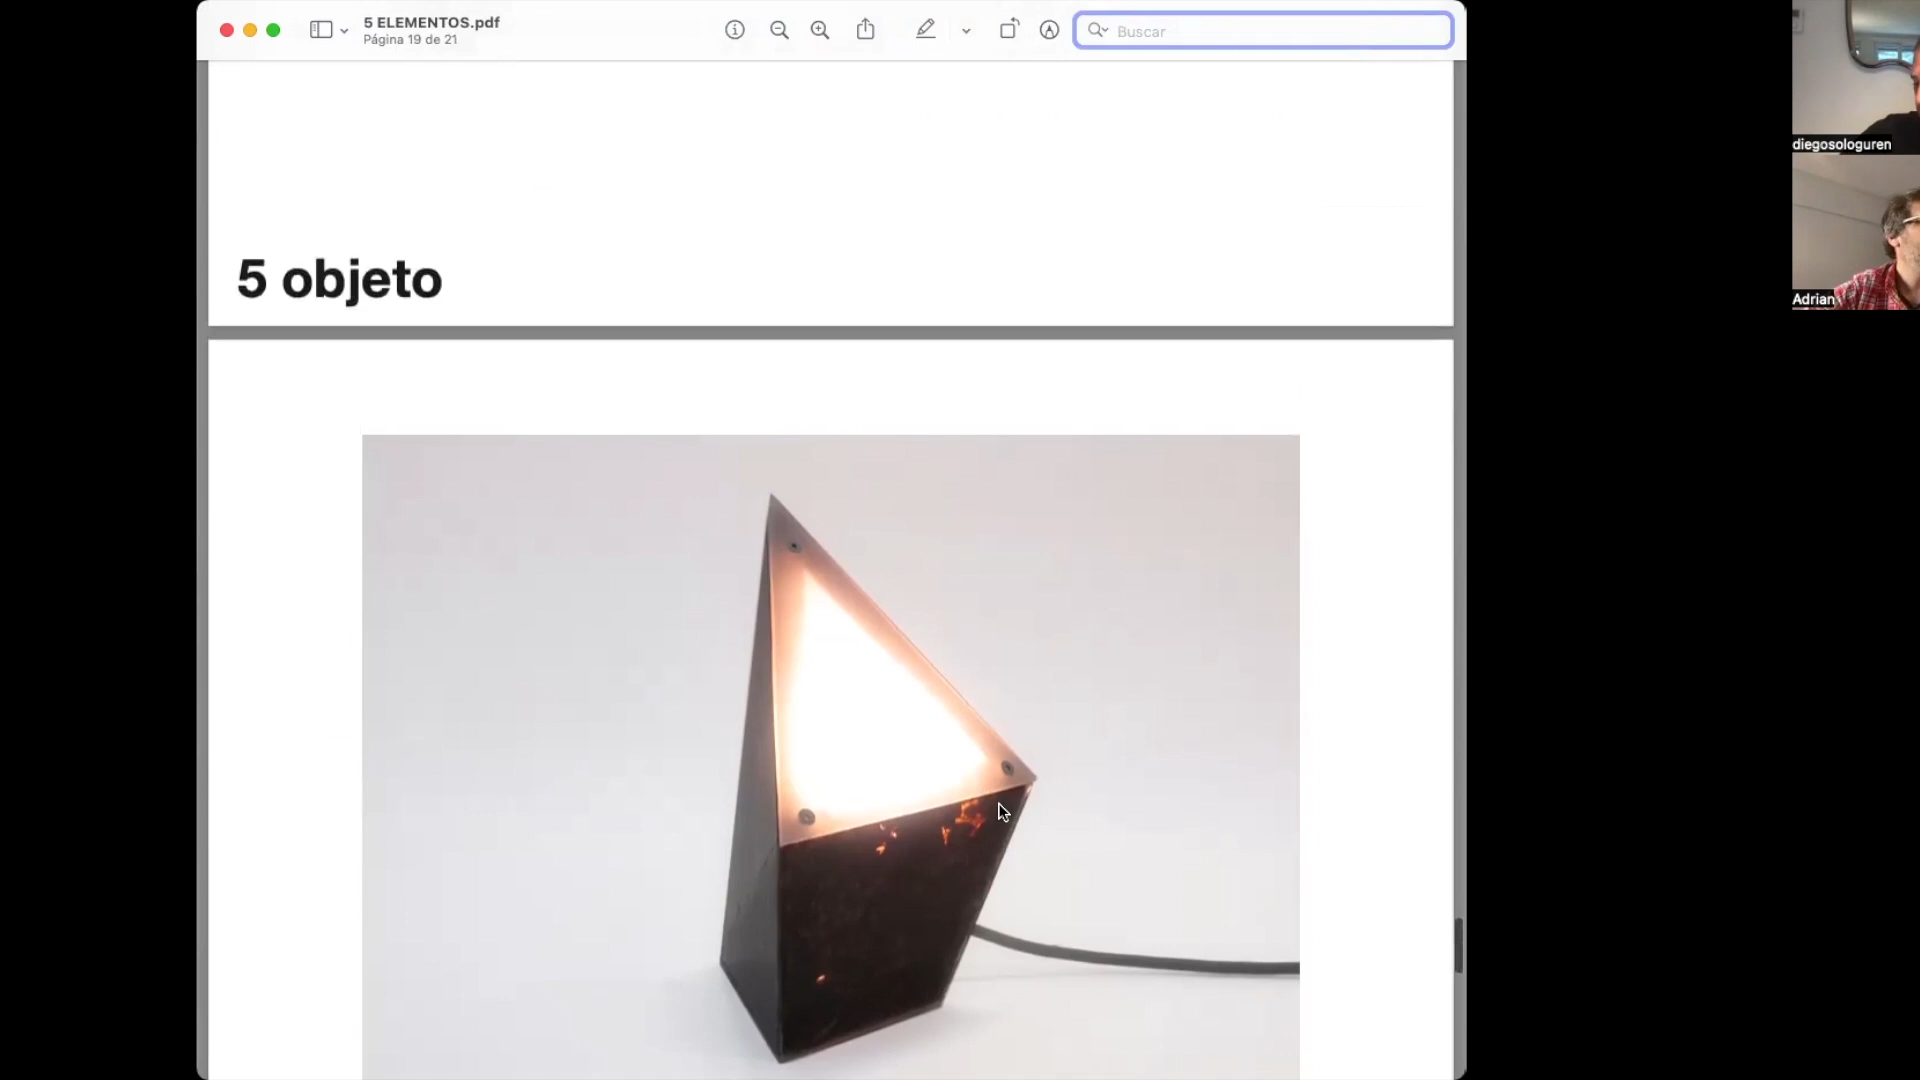 5 ELEMENTOS.pdf
Página 19 de 21
Buscar
5 objeto
diegosologuren
Adrian